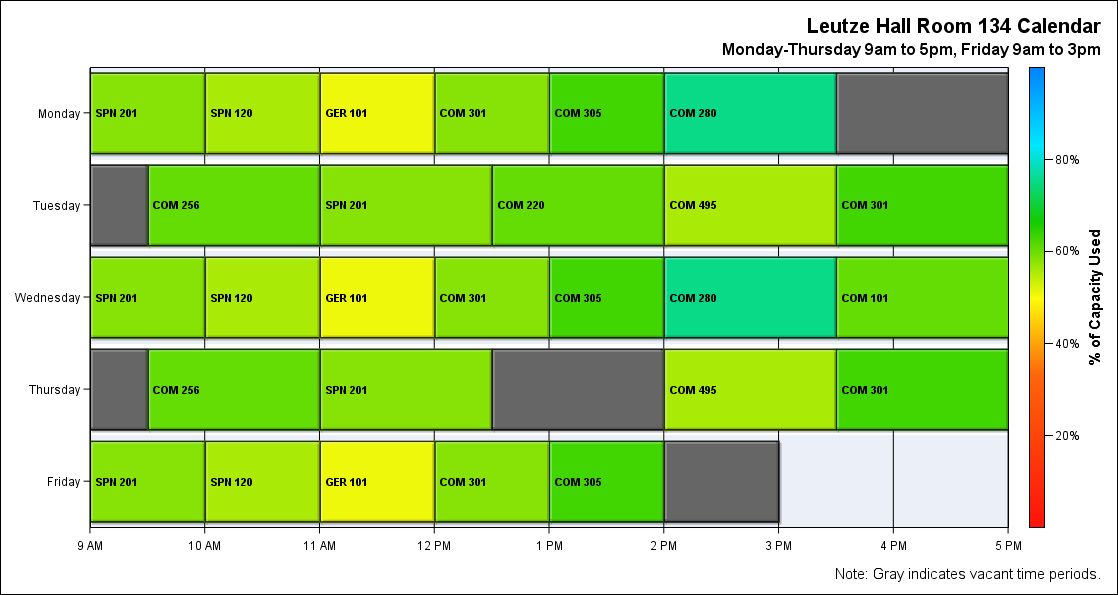 Leutze Hall Room 134 Calendar
Monday-Thursday 9am to 5pm, Friday 9am to 3pm
Monday
SPN 201
SPN 120
GER 101
COM 301
COM 305
COM 280
Tuesday
COM 256
SPN 201
COM 220
COM 495
COM 301
Wednesday
SPN 201
SPN 120
GER 101
COM 301
COM 305
COM 280
COM 101
Thursday
COM 256
SPN 201
COM 495
COM 301
Friday
SPN 201
SPN 120
GER 101
COM 301
COM 305
9 AM
10 AM
11 AM
12 PM
1 PM
2 PM
3 PM
4 PM
5 PM
80%
60%
40%
20%
% of Capacity Used
Note: Gray indicates vacant time periods.